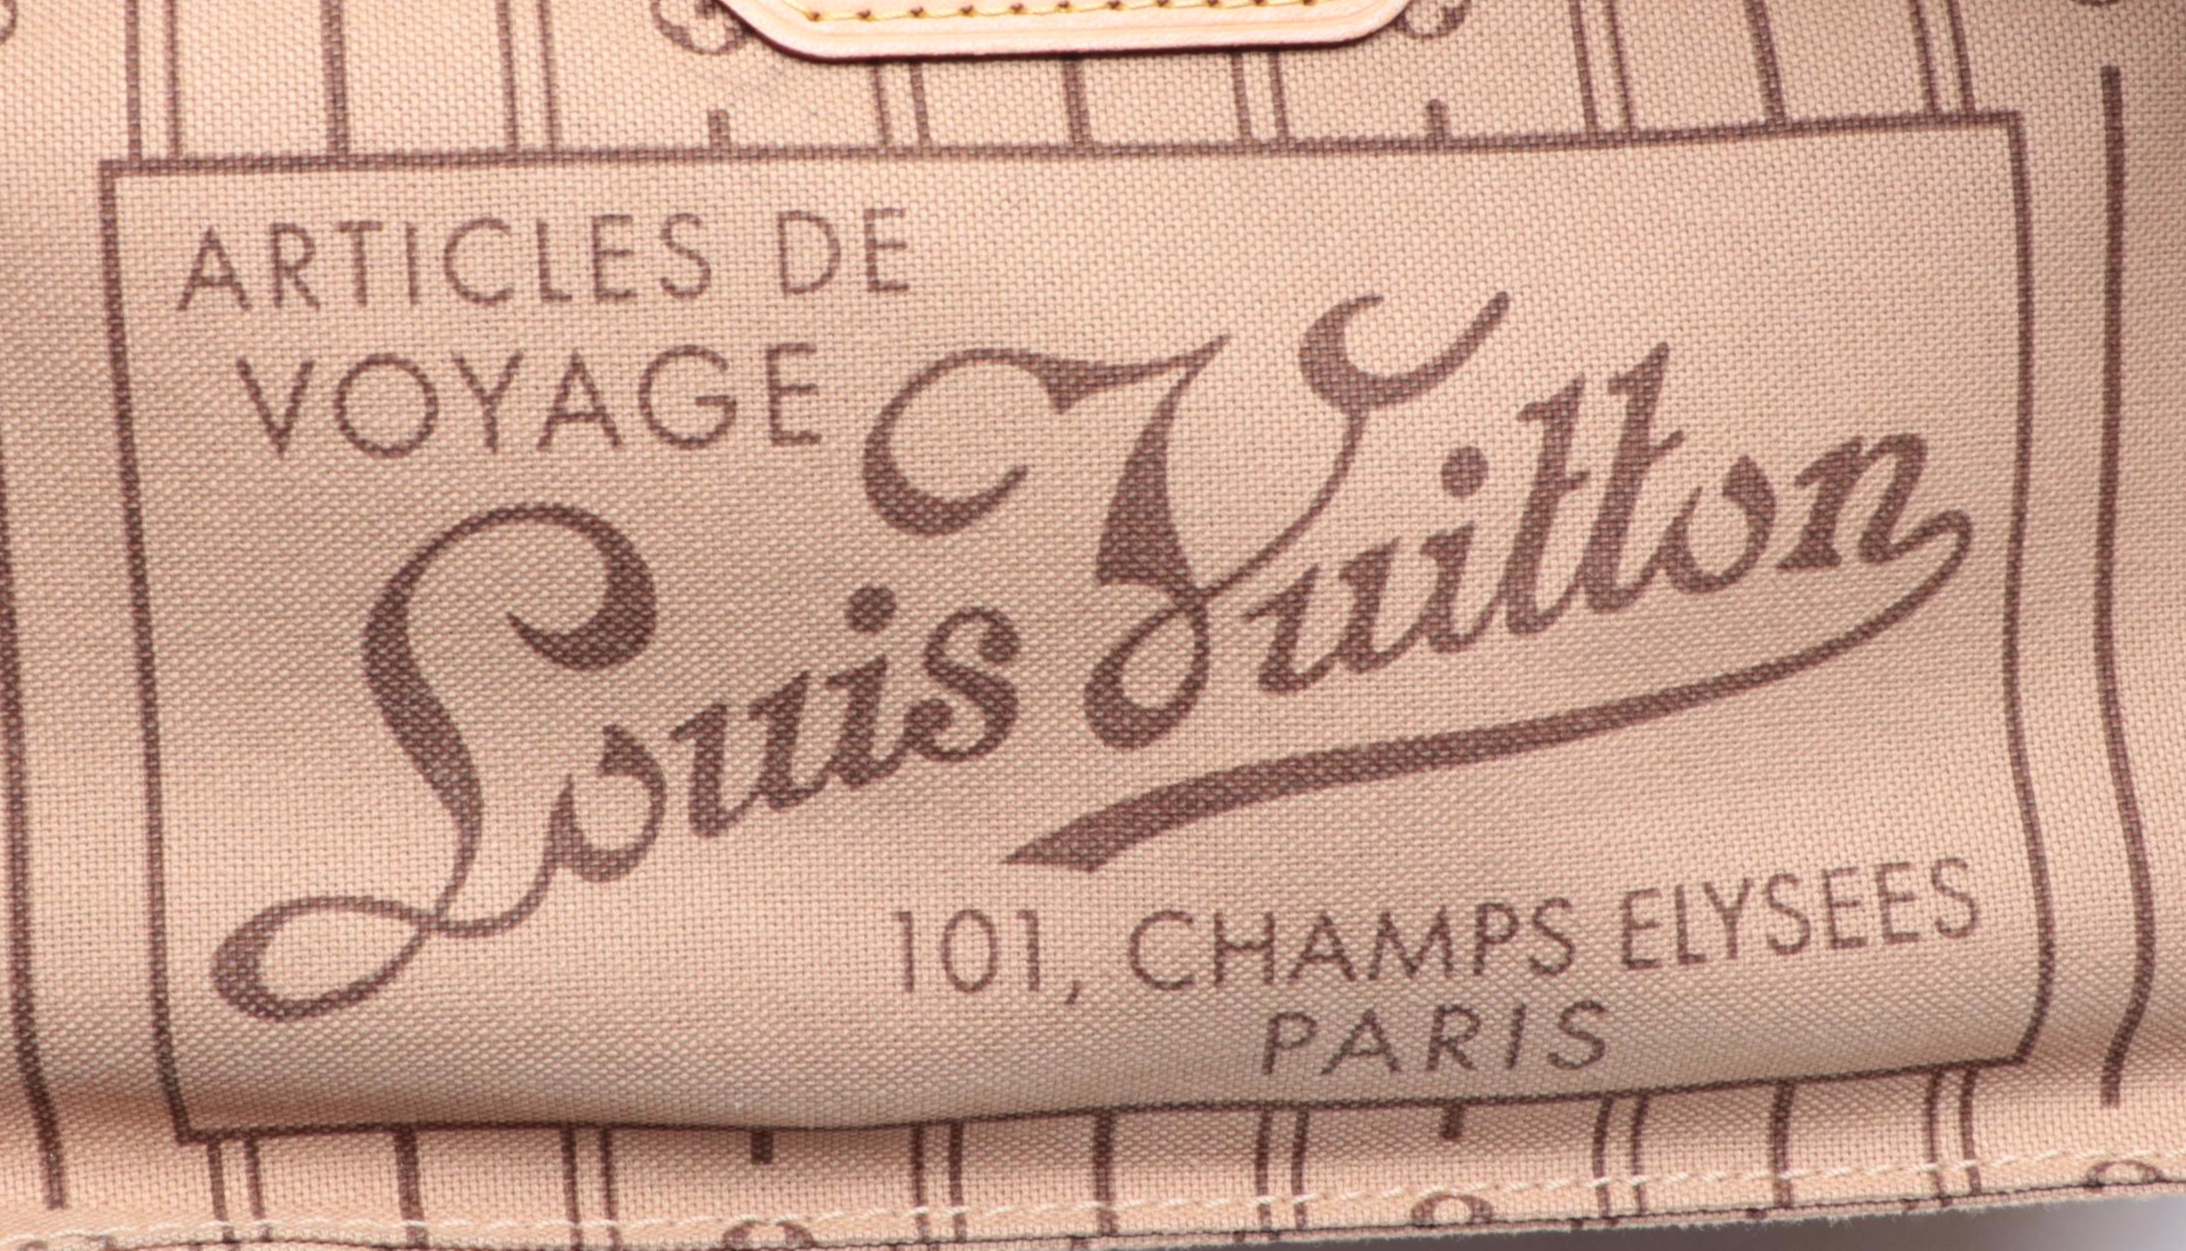 ARTICLES DE
VOYAGE
Louis Vuitton
101, CHAMPS ELYSEES
PARIS